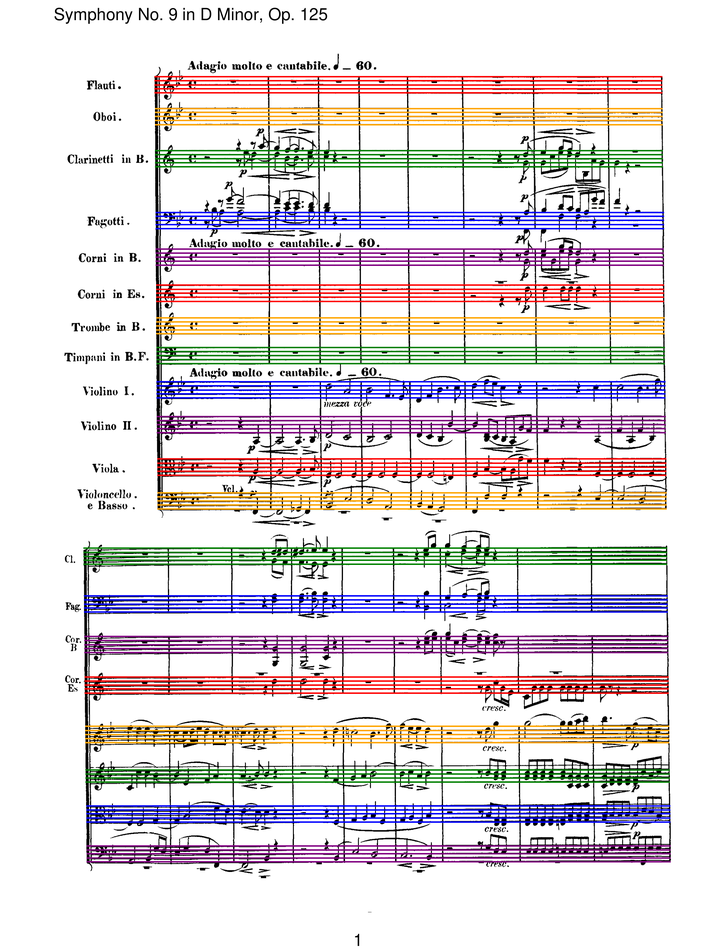 Symphony No. 9 in D Minor, Op. 125
Adagio molto e cantabile. ♩ = 60.
Flauti.
Oboi.
p
Clarinetti in B.
p
p
p
p
Fagotti.
p
p
Adagio molto e cantabile. ♩ = 60.
p
Corni in B.
p
Corni in Es.
p
Trombe in B.
Timpani in B.F.
Adagio molto e cantabile. ♩ = 60.
Violino I.
mezza voce
Violino II.
p
p
Viola.
p
Vcl.
Violoncello.
e Basso.
p
Cl.
Fag.
Cor.
B
Cor.
Es
cresc.
cresc.
p
cresc.
p
cresc.
p
cresc.
1